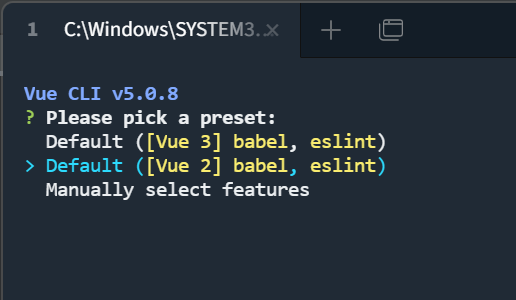 1 C:\Windows\SYSTEM3...
Vue CLI v5.0.8
? Please pick a preset:
Default ([Vue 3] babel, eslint)
> Default ([Vue 2] babel, eslint)
Manually select features